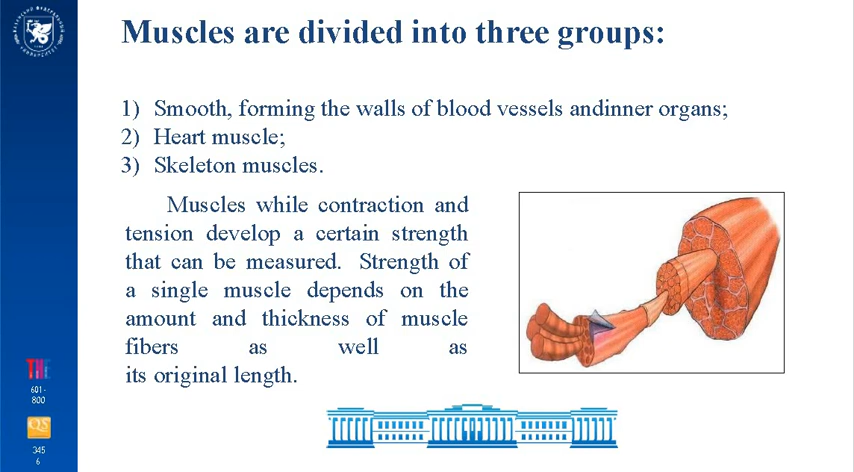 Muscles are divided into three groups:
1) Smooth, forming the walls of blood vessels andinner organs;
2) Heart muscle;
3) Skeleton muscles.
Muscles while contraction and
tension develop a certain strength
that can be measured. Strength of
a single muscle depends on the
amount and thickness of muscle
fibers as well as
its original length.
THE
601-
800
QS
345
6